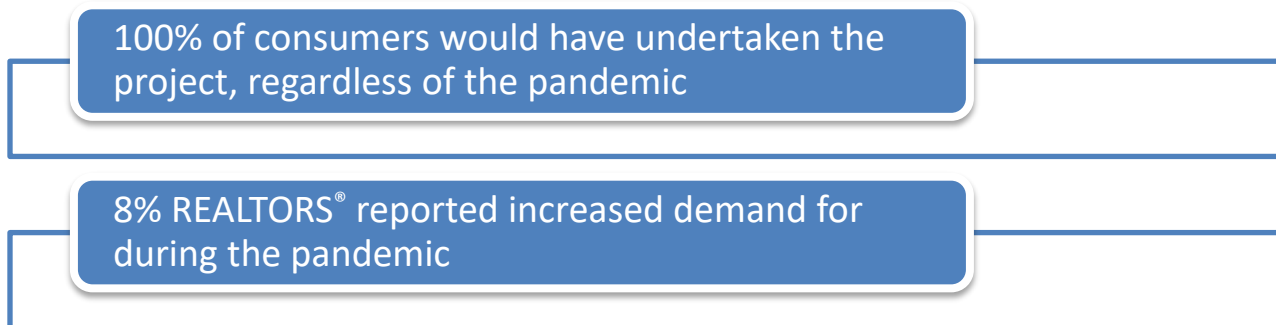 100% of consumers would have undertaken the
project, regardless of the pandemic
8% REALTORS® reported increased demand for
during the pandemic